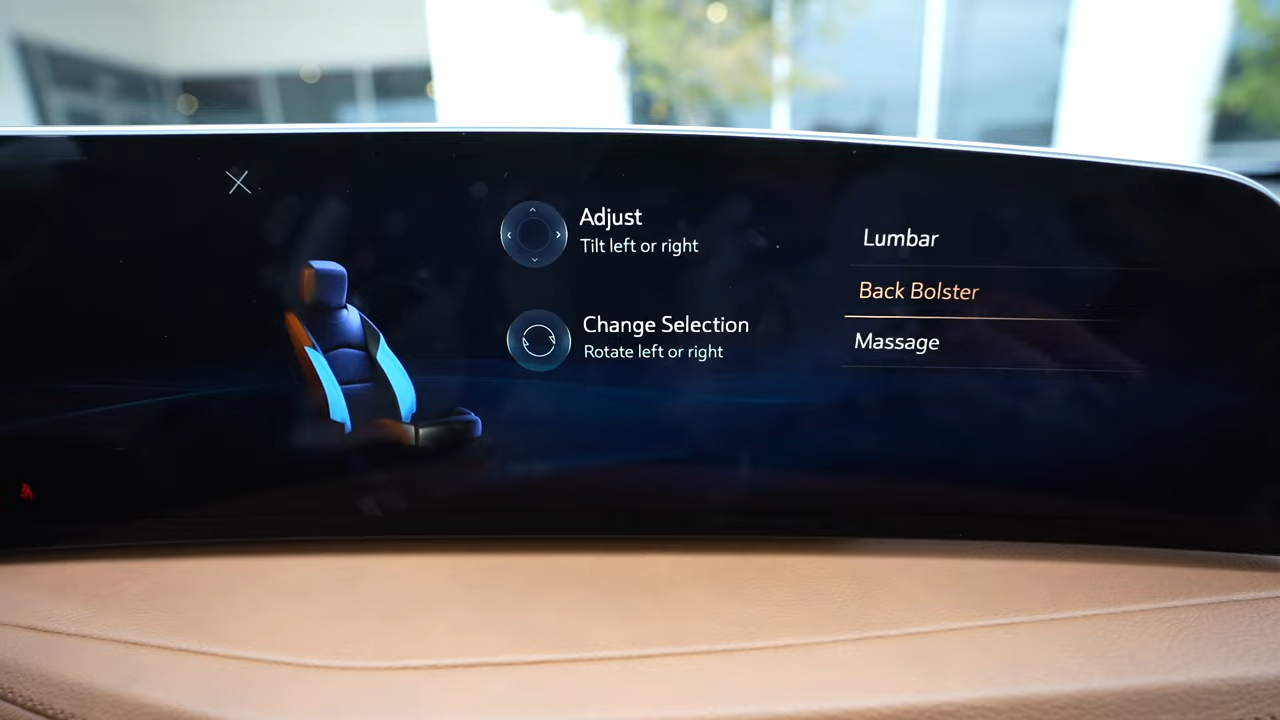 Adjust
Tilt left or right
Change Selection
Rotate left or right
Lumbar
Back Bolster
Massage